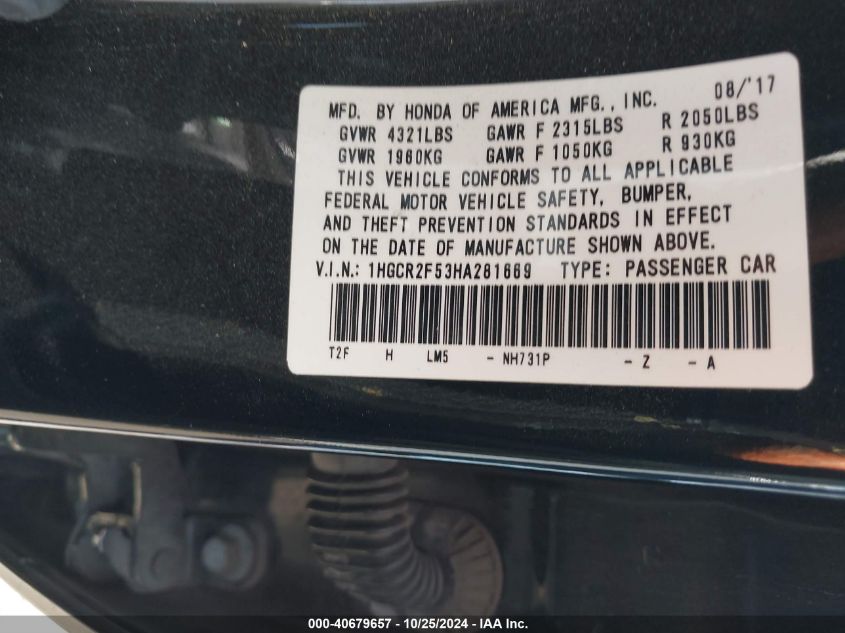 08/'17
MFD. BY HONDA OF AMERICA MFG., INC.
GVWR 4321LBS GAWR F 2315LBS R 2050LBS
GVWR 1960KG GAWR F 1050KG R 930KG
THIS VEHICLE CONFORMS TO ALL APPLICABLE
FEDERAL MOTOR VEHICLE SAFETY, BUMPER,
AND THEFT PREVENTION STANDARDS IN EFFECT
ON THE DATE OF MANUFACTURE SHOWN ABOVE.
V.I.N.: 1HGCR2F53HA281669 TYPE: PASSENGER CAR
T2F H LM5 - NH731P - Z - A
000-40679657 - 10/25/2024 - IAA Inc.